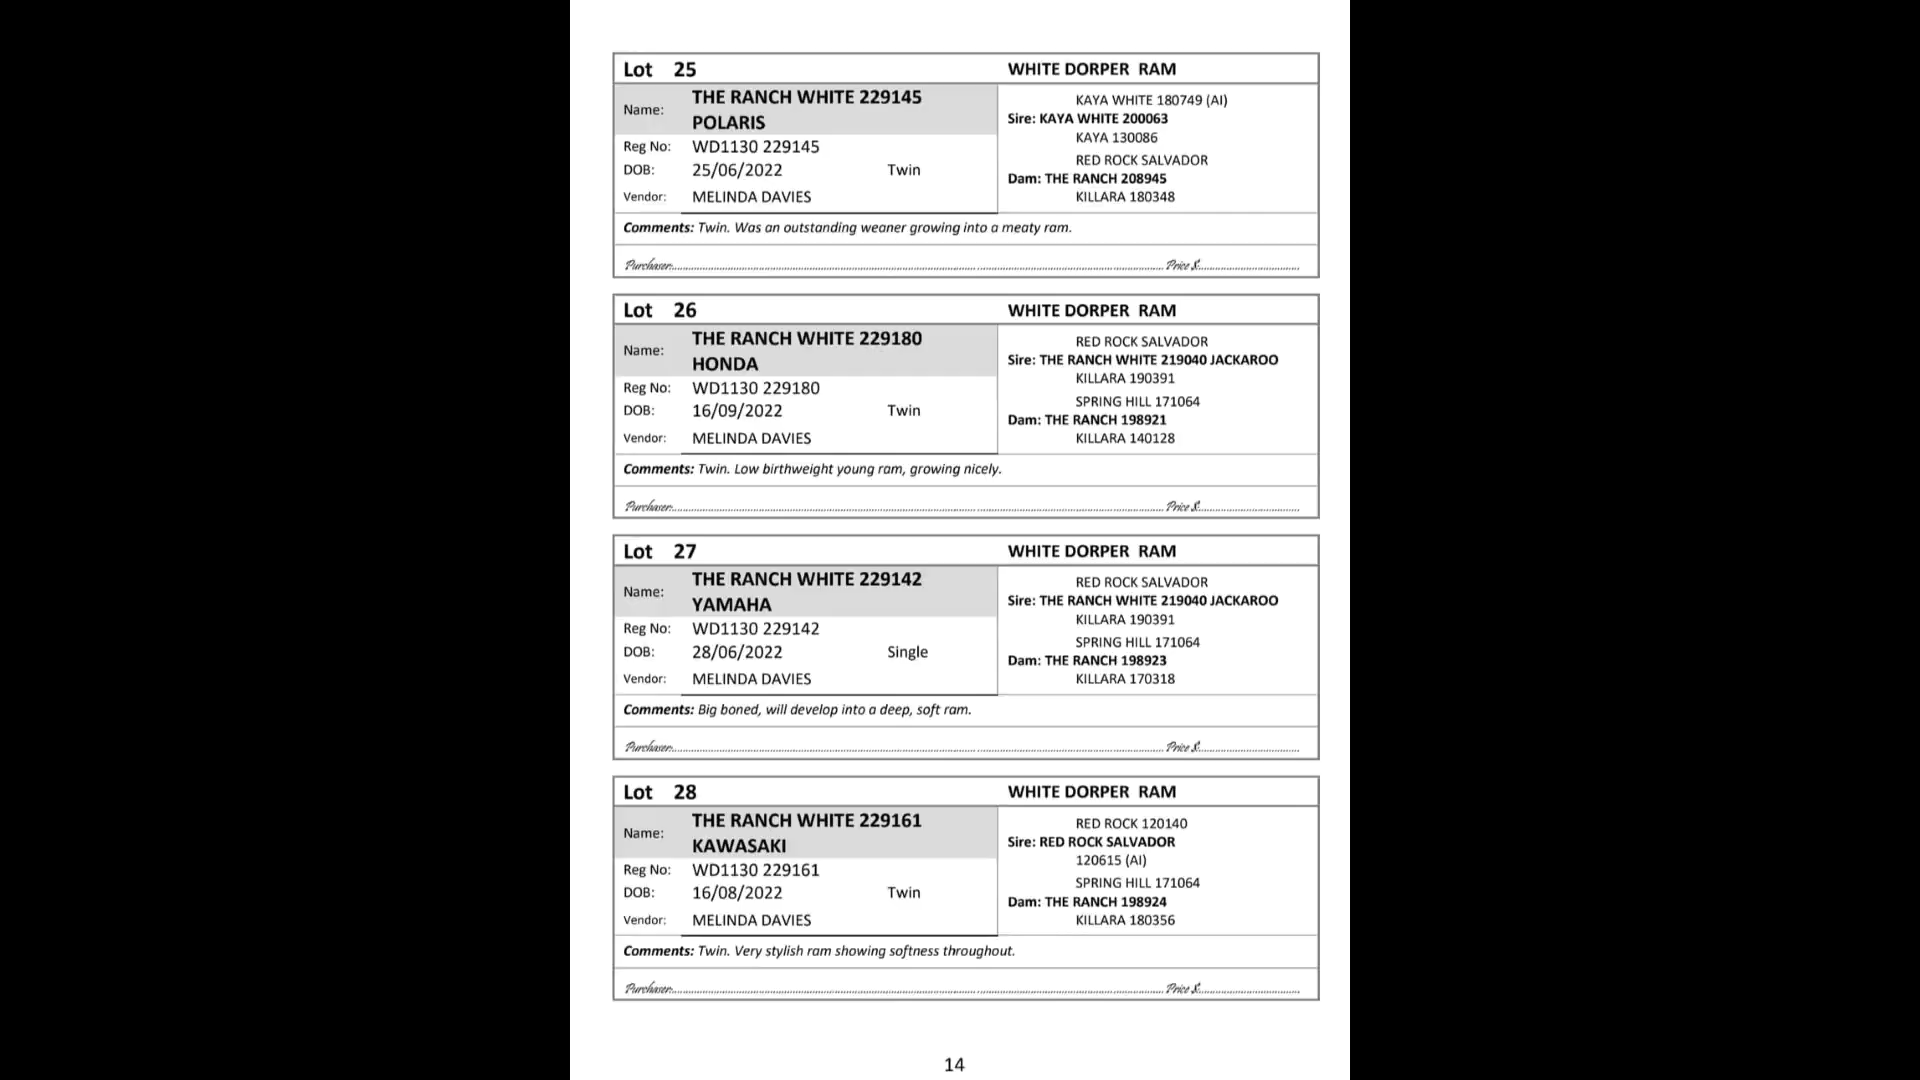 Lot 25 WHITE DORPER RAM
Name: THE RANCH WHITE 229145
POLARIS
Reg No: WD1130 229145
DOB: 25/06/2022 Twin
Vendor: MELINDA DAVIES
KAYA WHITE 180749 (AI)
Sire: KAYA WHITE 200063
KAYA 130086
RED ROCK SALVADOR
Dam: THE RANCH 208945
KILLARA 180348
Comments: Twin. Was an outstanding weaner growing into a meaty ram.
Purchaser: Price $
Lot 26 WHITE DORPER RAM
Name: THE RANCH WHITE 229180
HONDA
Reg No: WD1130 229180
DOB: 16/09/2022 Twin
Vendor: MELINDA DAVIES
RED ROCK SALVADOR
Sire: THE RANCH WHITE 219040 JACKAROO
KILLARA 190391
SPRING HILL 171064
Dam: THE RANCH 198921
KILLARA 140128
Comments: Twin. Low birthweight young ram, growing nicely.
Purchaser: Price $
Lot 27 WHITE DORPER RAM
Name: THE RANCH WHITE 229142
YAMAHA
Reg No: WD1130 229142
DOB: 28/06/2022 Single
Vendor: MELINDA DAVIES
RED ROCK SALVADOR
Sire: THE RANCH WHITE 219040 JACKAROO
KILLARA 190391
SPRING HILL 171064
Dam: THE RANCH 198923
KILLARA 170318
Comments: Big boned, will develop into a deep, soft ram.
Purchaser: Price $
Lot 28 WHITE DORPER RAM
Name: THE RANCH WHITE 229161
KAWASAKI
Reg No: WD1130 229161
DOB: 16/08/2022 Twin
Vendor: MELINDA DAVIES
RED ROCK 120140
Sire: RED ROCK SALVADOR
120615 (AI)
SPRING HILL 171064
Dam: THE RANCH 198924
KILLARA 180356
Comments: Twin. Very stylish ram showing softness throughout.
Purchaser: Price $
14